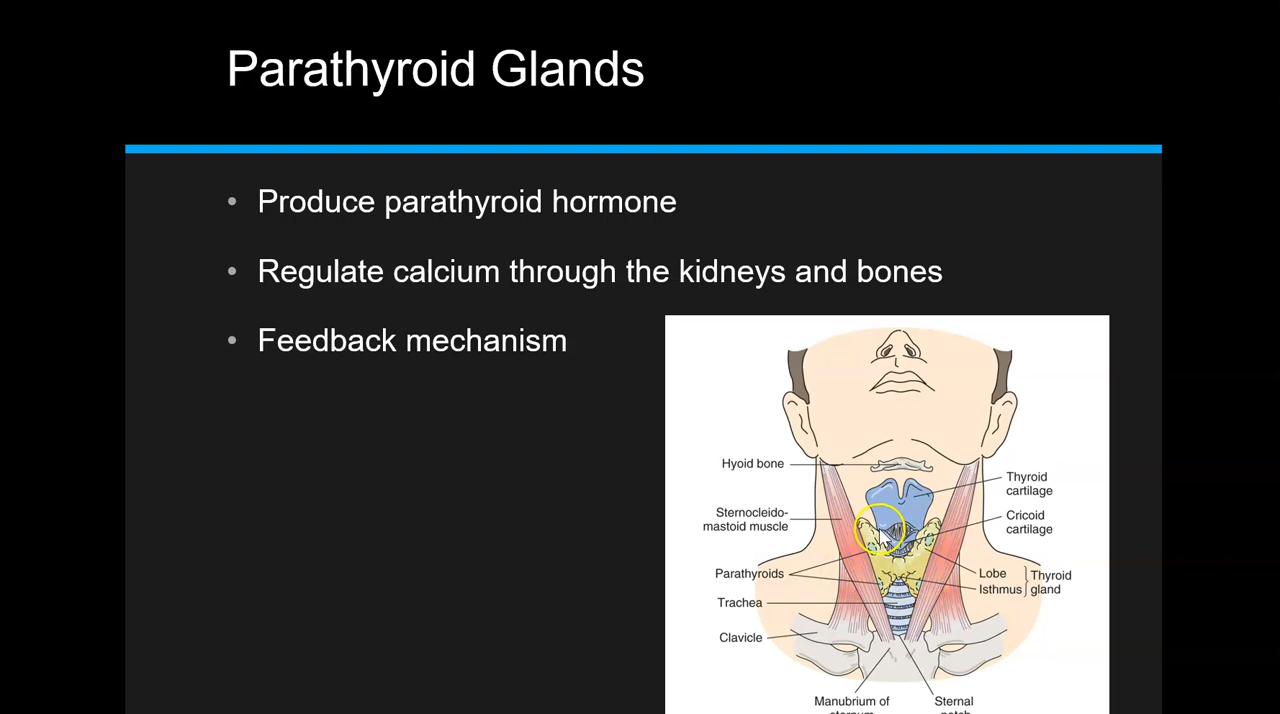 Parathyroid Glands
• Produce parathyroid hormone
• Regulate calcium through the kidneys and bones
• Feedback mechanism
Hyoid bone
Thyroid
cartilage
Sternocleido-
mastoid muscle
Cricoid
cartilage
Parathyroids
Lobe
Isthmus
Thyroid
gland
Trachea
Clavicle
Manubrium of
Sternal